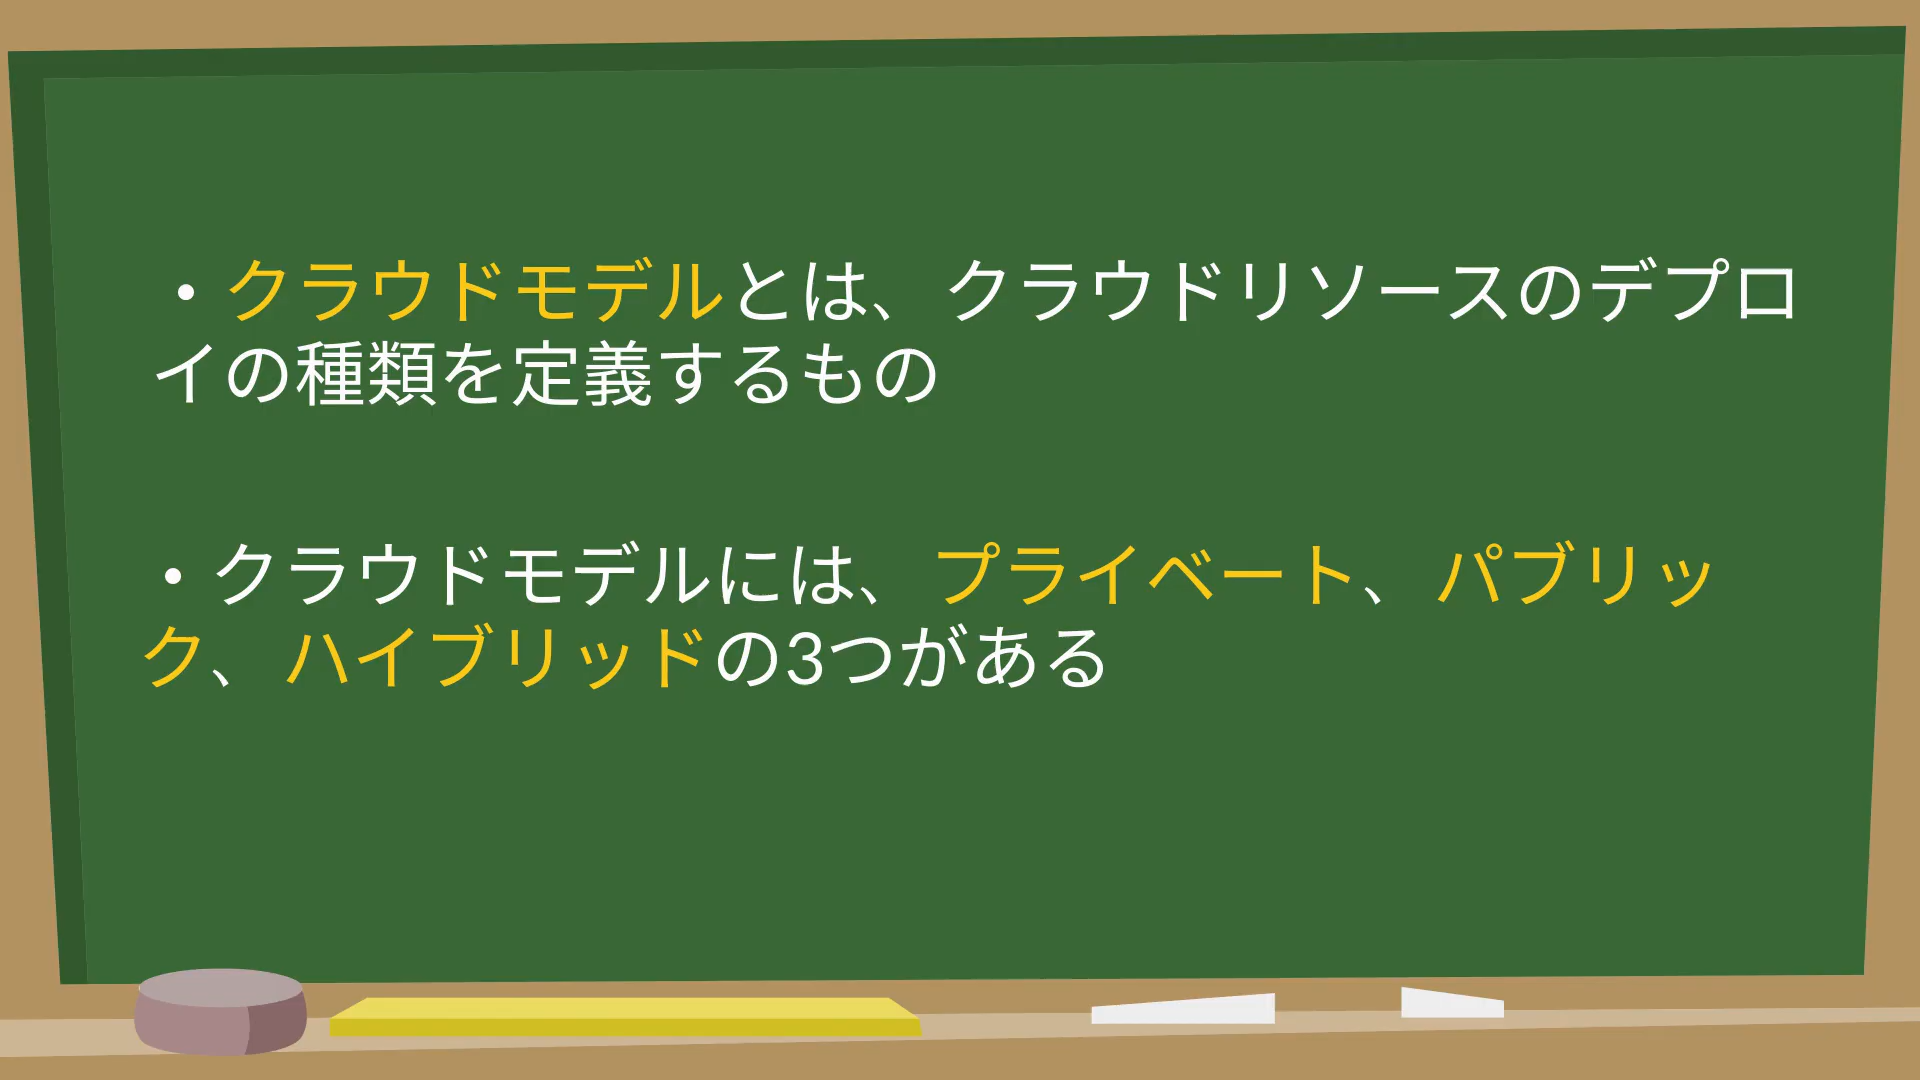 ・クラウドモデルとは、クラウドリソースのデプロ
イの種類を定義するもの
・クラウドモデルには、プライベート、パブリッ
ク、ハイブリッドの3つがある